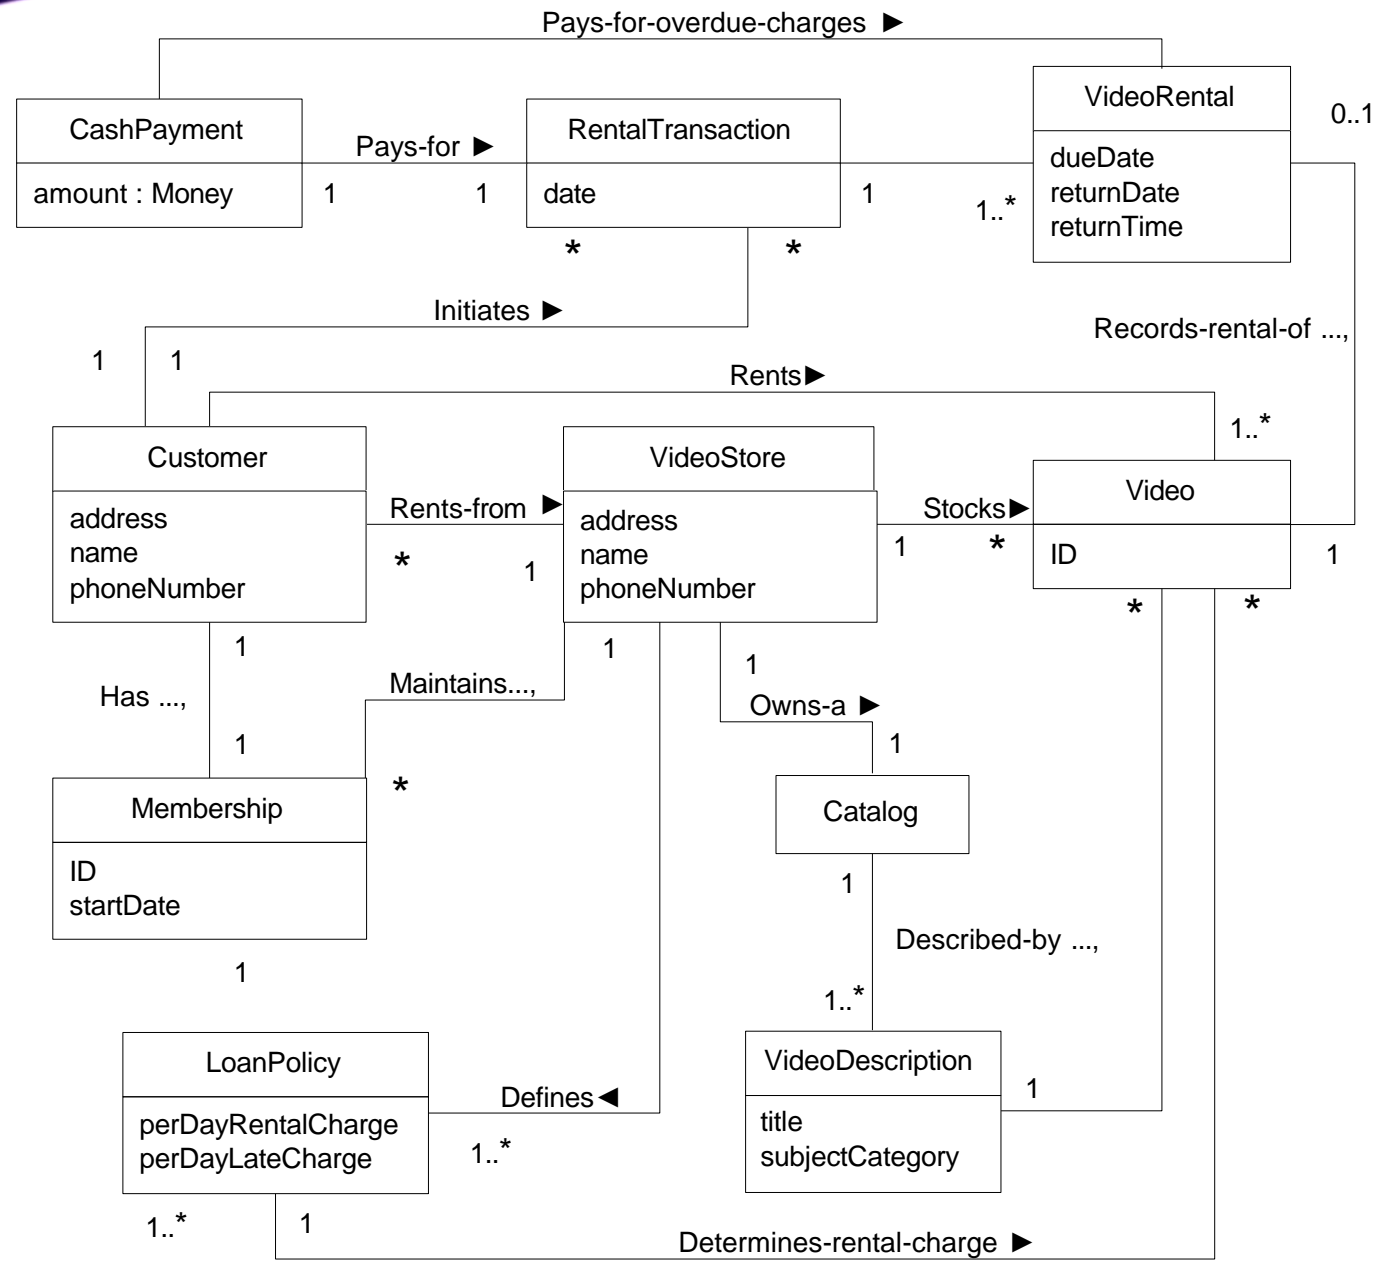 Pays-for-overdue-charges ►
VideoRental
0..1
CashPayment
RentalTransaction
Pays-for ►
dueDate
returnDate
returnTime
amount : Money
1
1
date
1
1..*
*
*
Initiates ►
Records-rental-of ...,
1
1
Rents►
1..*
Customer
VideoStore
Video
address
name
phoneNumber
Rents-from ►
*
1
address
name
phoneNumber
Stocks►
1
*
ID
1
*
*
1
1
1
Has ...,
Maintains...,
Owns-a ►
1
1
*
Membership
Catalog
ID
startDate
1
Described-by ...,
1
1..*
LoanPolicy
VideoDescription
Defines◄
1
perDayRentalCharge
perDayLateCharge
1..*
title
subjectCategory
1..*
1
Determines-rental-charge ►